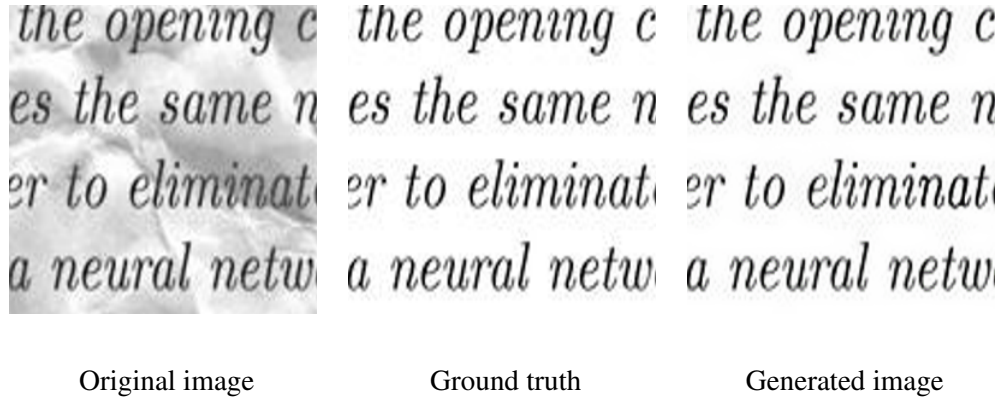 the opening c
es the same n
er to eliminat
a neural netw
the opening c
es the same n
er to eliminat
a neural netw
the opening c
es the same n
er to eliminat
a neural netw
Original image
Ground truth
Generated image